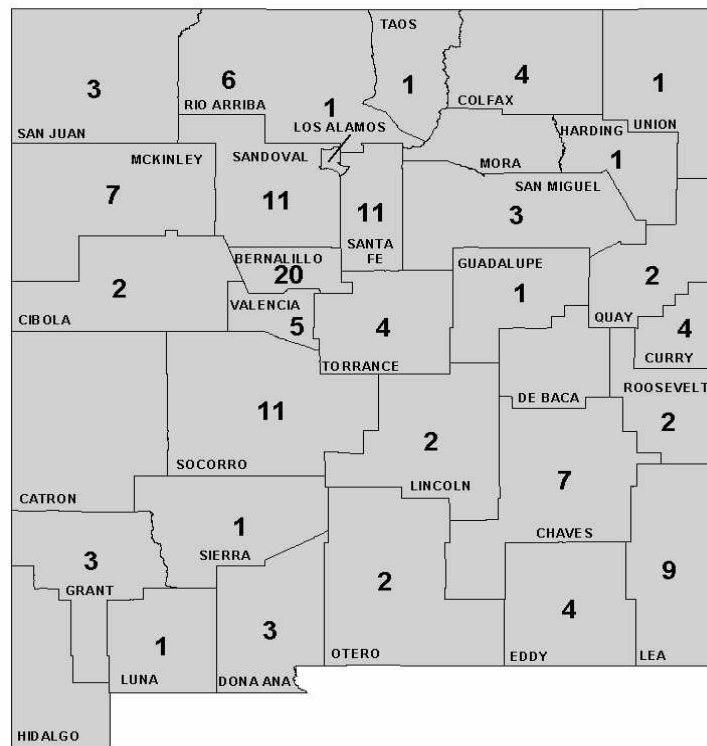 TAOS
6
4
3
1
1
RIO ARRIBA
1
COLFAX
SAN JUAN
LOS ALAMOS
HARDING
UNION
MCKINLEY
SANDOVAL
MORA
1
SAN MIGUEL
7
11
11
3
SANTA
FE
BERNALILLO
GUADALUPE
20
2
2
1
VALENCIA
CIBOLA
5
4
QUAY
4
TORRANCE
CURRY
ROOSEVELT
DE BACA
11
2
2
SOCORRO
LINCOLN
7
CATRON
1
SIERRA
CHAVES
3
2
9
GRANT
4
1
3
OTERO
EDDY
LEA
LUNA
DONA ANA
HIDALGO